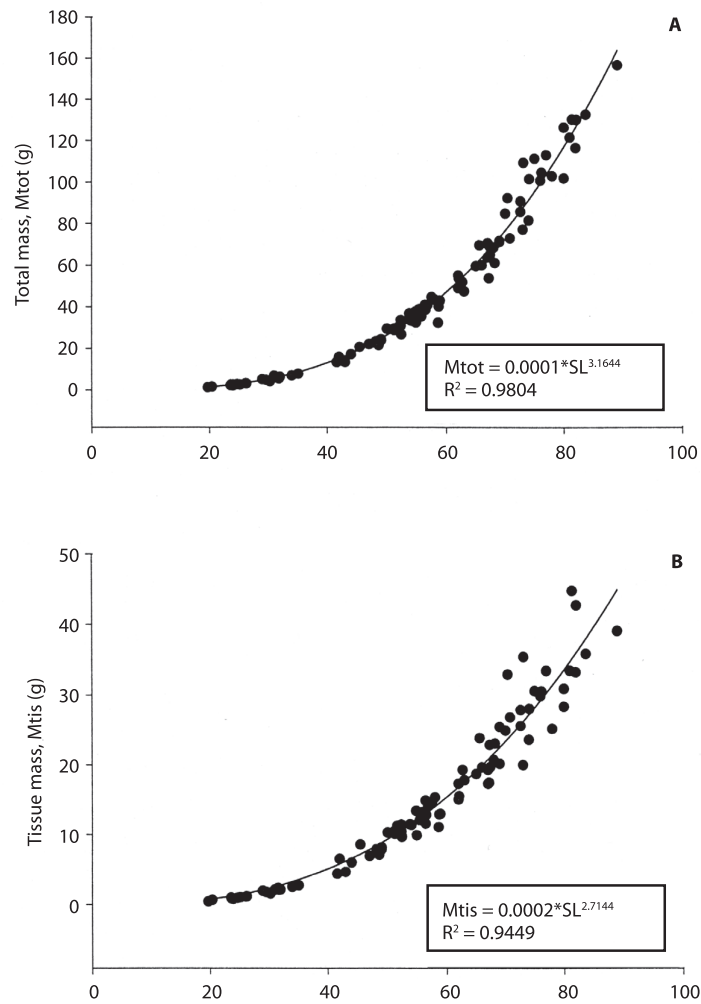 A
180
160
140
120
100
80
60
40
20
0
Total mass, Mtot (g)
Mtot = 0.0001*SL^3.1644
R² = 0.9804
0 20 40 60 80 100
B
50
40
30
20
10
0
Tissue mass, Mtis (g)
Mtis = 0.0002*SL^2.7144
R² = 0.9449
0 20 40 60 80 100